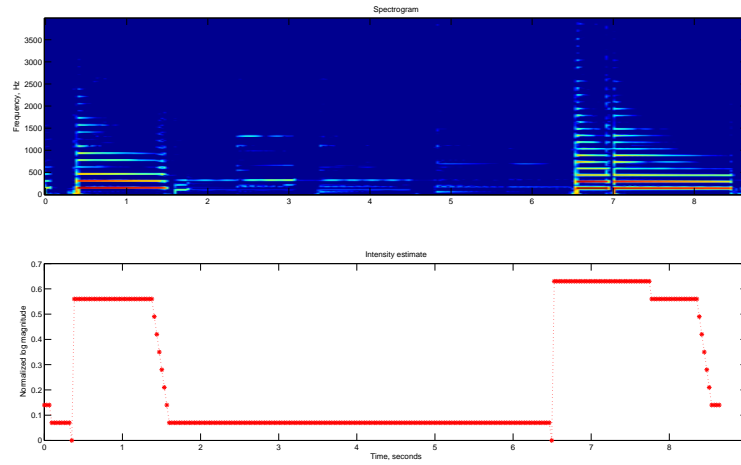 Spectrogram
Frequency, Hz
3500
3000
2500
2000
1500
1000
500
0
0 1 2 3 4 5 6 7 8
Intensity estimate
Normalized log magnitude
0.7
0.6
0.5
0.4
0.3
0.2
0.1
0
0 1 2 3 4 5 6 7 8
Time, seconds